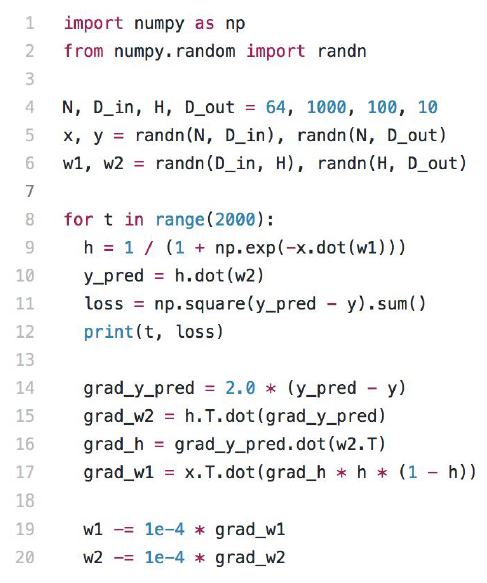 1 import numpy as np
2 from numpy.random import randn
3
4 N, D_in, H, D_out = 64, 1000, 100, 10
5 x, y = randn(N, D_in), randn(N, D_out)
6 w1, w2 = randn(D_in, H), randn(H, D_out)
7
8 for t in range(2000):
9   h = 1 / (1 + np.exp(-x.dot(w1)))
10   y_pred = h.dot(w2)
11   loss = np.square(y_pred - y).sum()
12   print(t, loss)
13
14   grad_y_pred = 2.0 * (y_pred - y)
15   grad_w2 = h.T.dot(grad_y_pred)
16   grad_h = grad_y_pred.dot(w2.T)
17   grad_w1 = x.T.dot(grad_h * h * (1 - h))
18
19   w1 -= 1e-4 * grad_w1
20   w2 -= 1e-4 * grad_w2